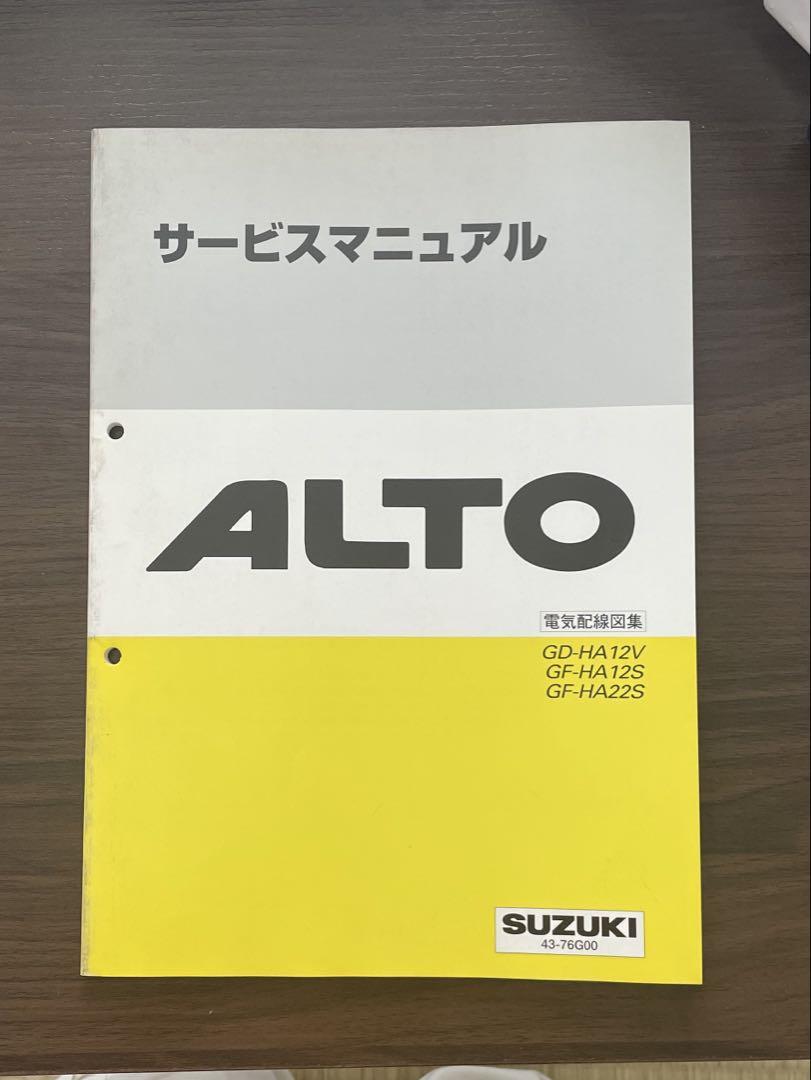 サービスマニュアル
ALTO
電気配線図集
GD-HA12V
GF-HA12S
GF-HA22S
SUZUKI
43-76G00